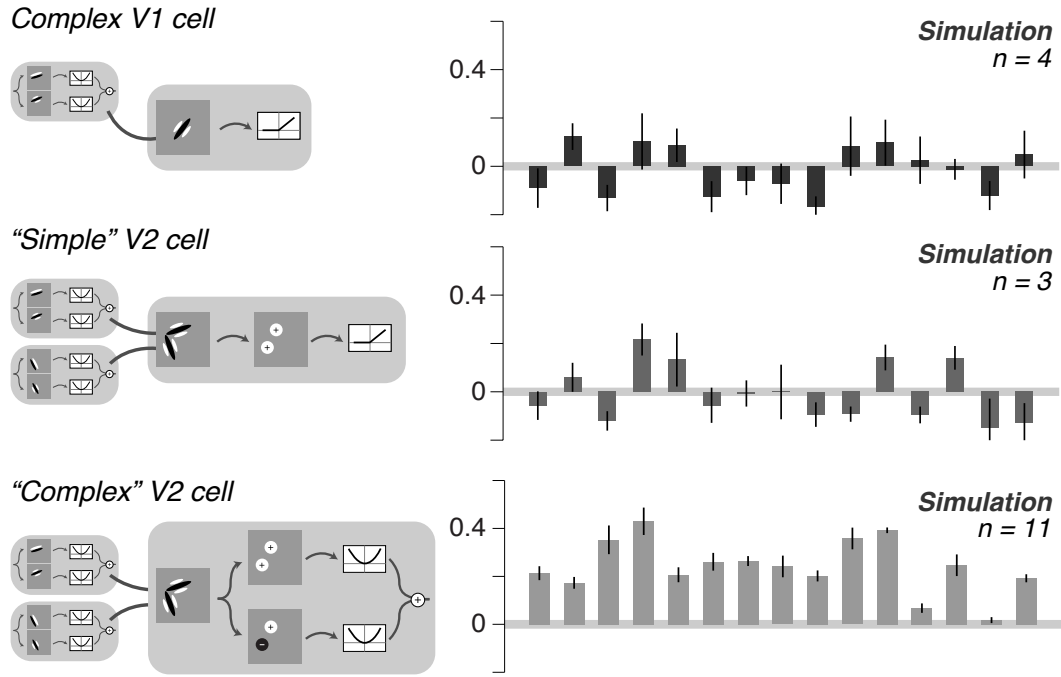 Complex V1 cell
Simulation
n = 4
0.4
0
+
"Simple" V2 cell
Simulation
n = 3
0.4
0
+
+
+
+
"Complex" V2 cell
Simulation
n = 11
0.4
0
+
+
+
+
+
+
−